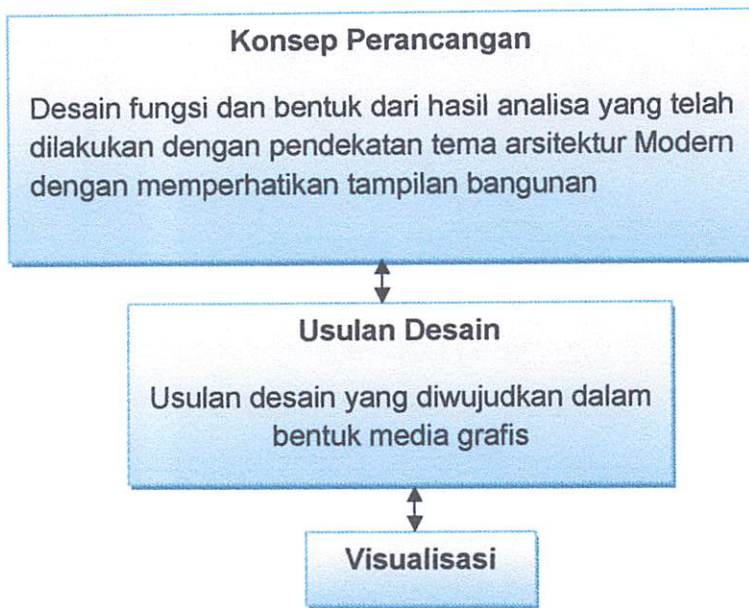 Konsep Perancangan
Desain fungsi dan bentuk dari hasil analisa yang telah
dilakukan dengan pendekatan tema arsitektur Modern
dengan memperhatikan tampilan bangunan
Usulan Desain
Usulan desain yang diwujudkan dalam
bentuk media grafis
Visualisasi